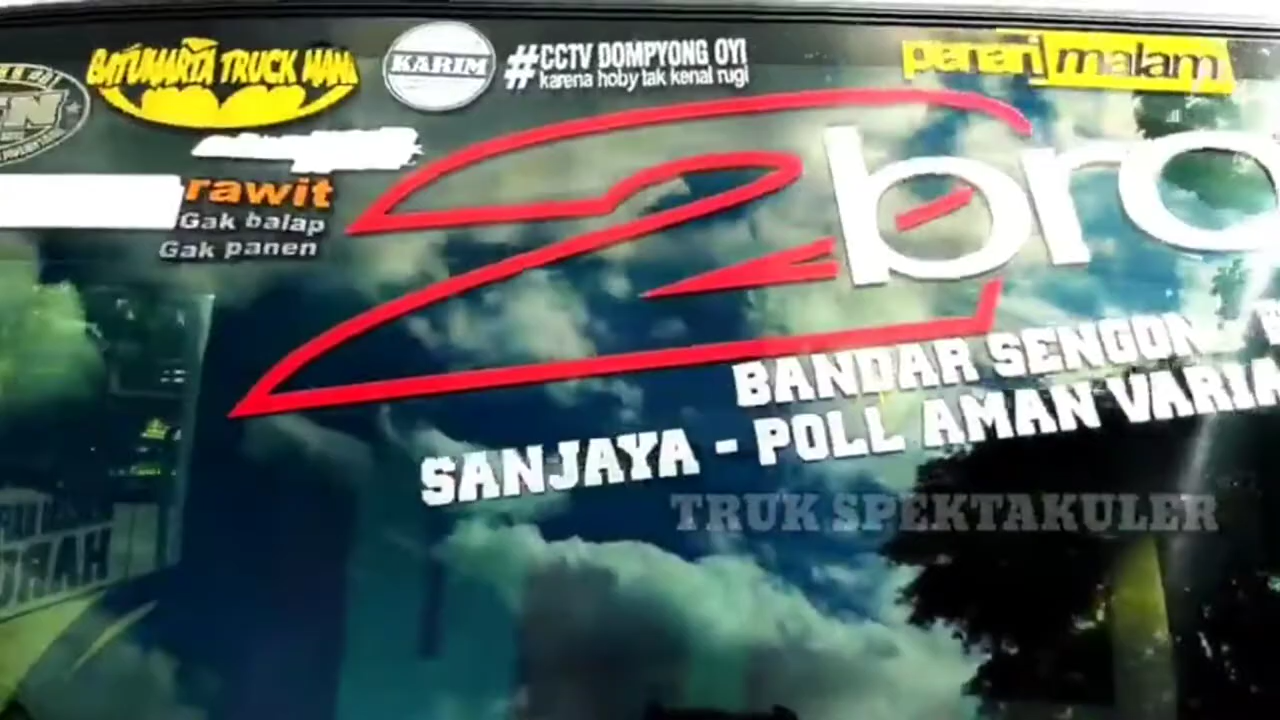 BATUMARTA TRUCK MANIA
KARIM
#CCTV DOMPYONG OYI
karena hoby tak kenal rugi
penari malam
rawit
Gak balap
Gak panen
2bro
BANDAR SENGON
SANJAYA - POLL AMAN VARIA
TRUK SPEKTAKULER